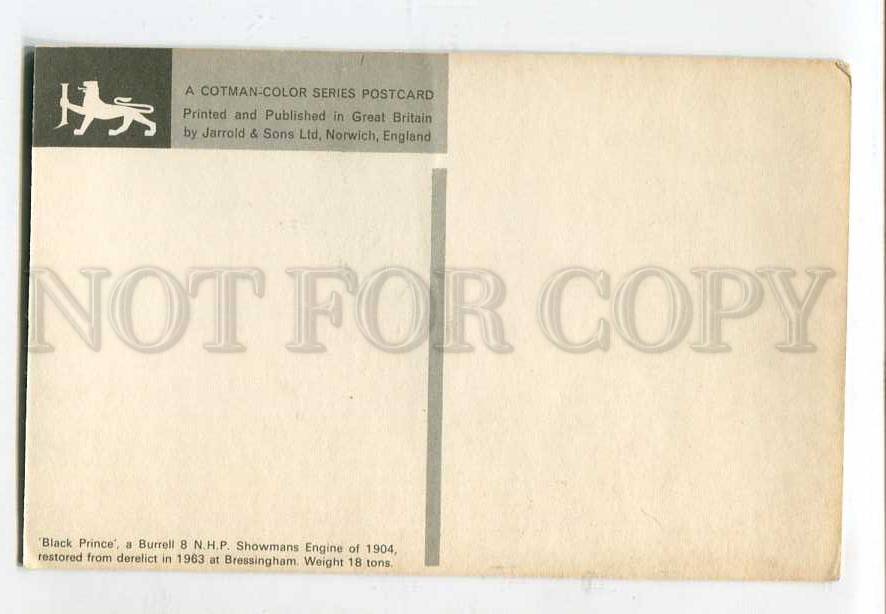 A COTMAN-COLOR SERIES POSTCARD
Printed and Published in Great Britain
by Jarrold & Sons Ltd, Norwich, England
NOT FOR COPY
'Black Prince', a Burrell 8 N.H.P. Showmans Engine of 1904,
restored from derelict in 1963 at Bressingham. Weight 18 tons.